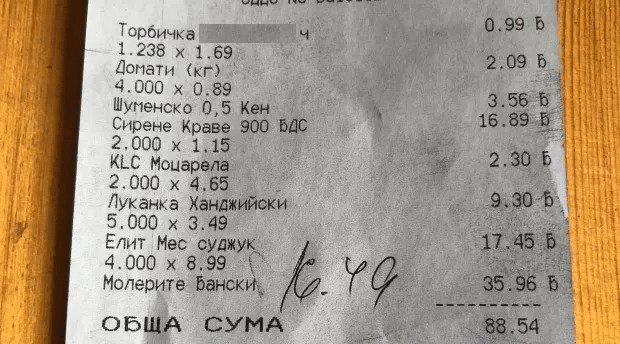 Торбичка ч 0.99 Б
1.238 x 1.69
Домати (кг) 2.09 Б
4.000 x 0.89
Шуменско 0,5 Кен 3.56 Б
Сирене Краве 900 БДС 16.89 Б
2.000 x 1.15
KLC Моцарела 2.30 Б
2.000 x 4.65
Луканка Ханджийски 9.30 Б
5.000 x 3.49
Елит Мес суджук 17.45 Б
4.000 x 8.99
Молерите Бански 35.96 Б
16.49
ОБЩА СУМА 88.54